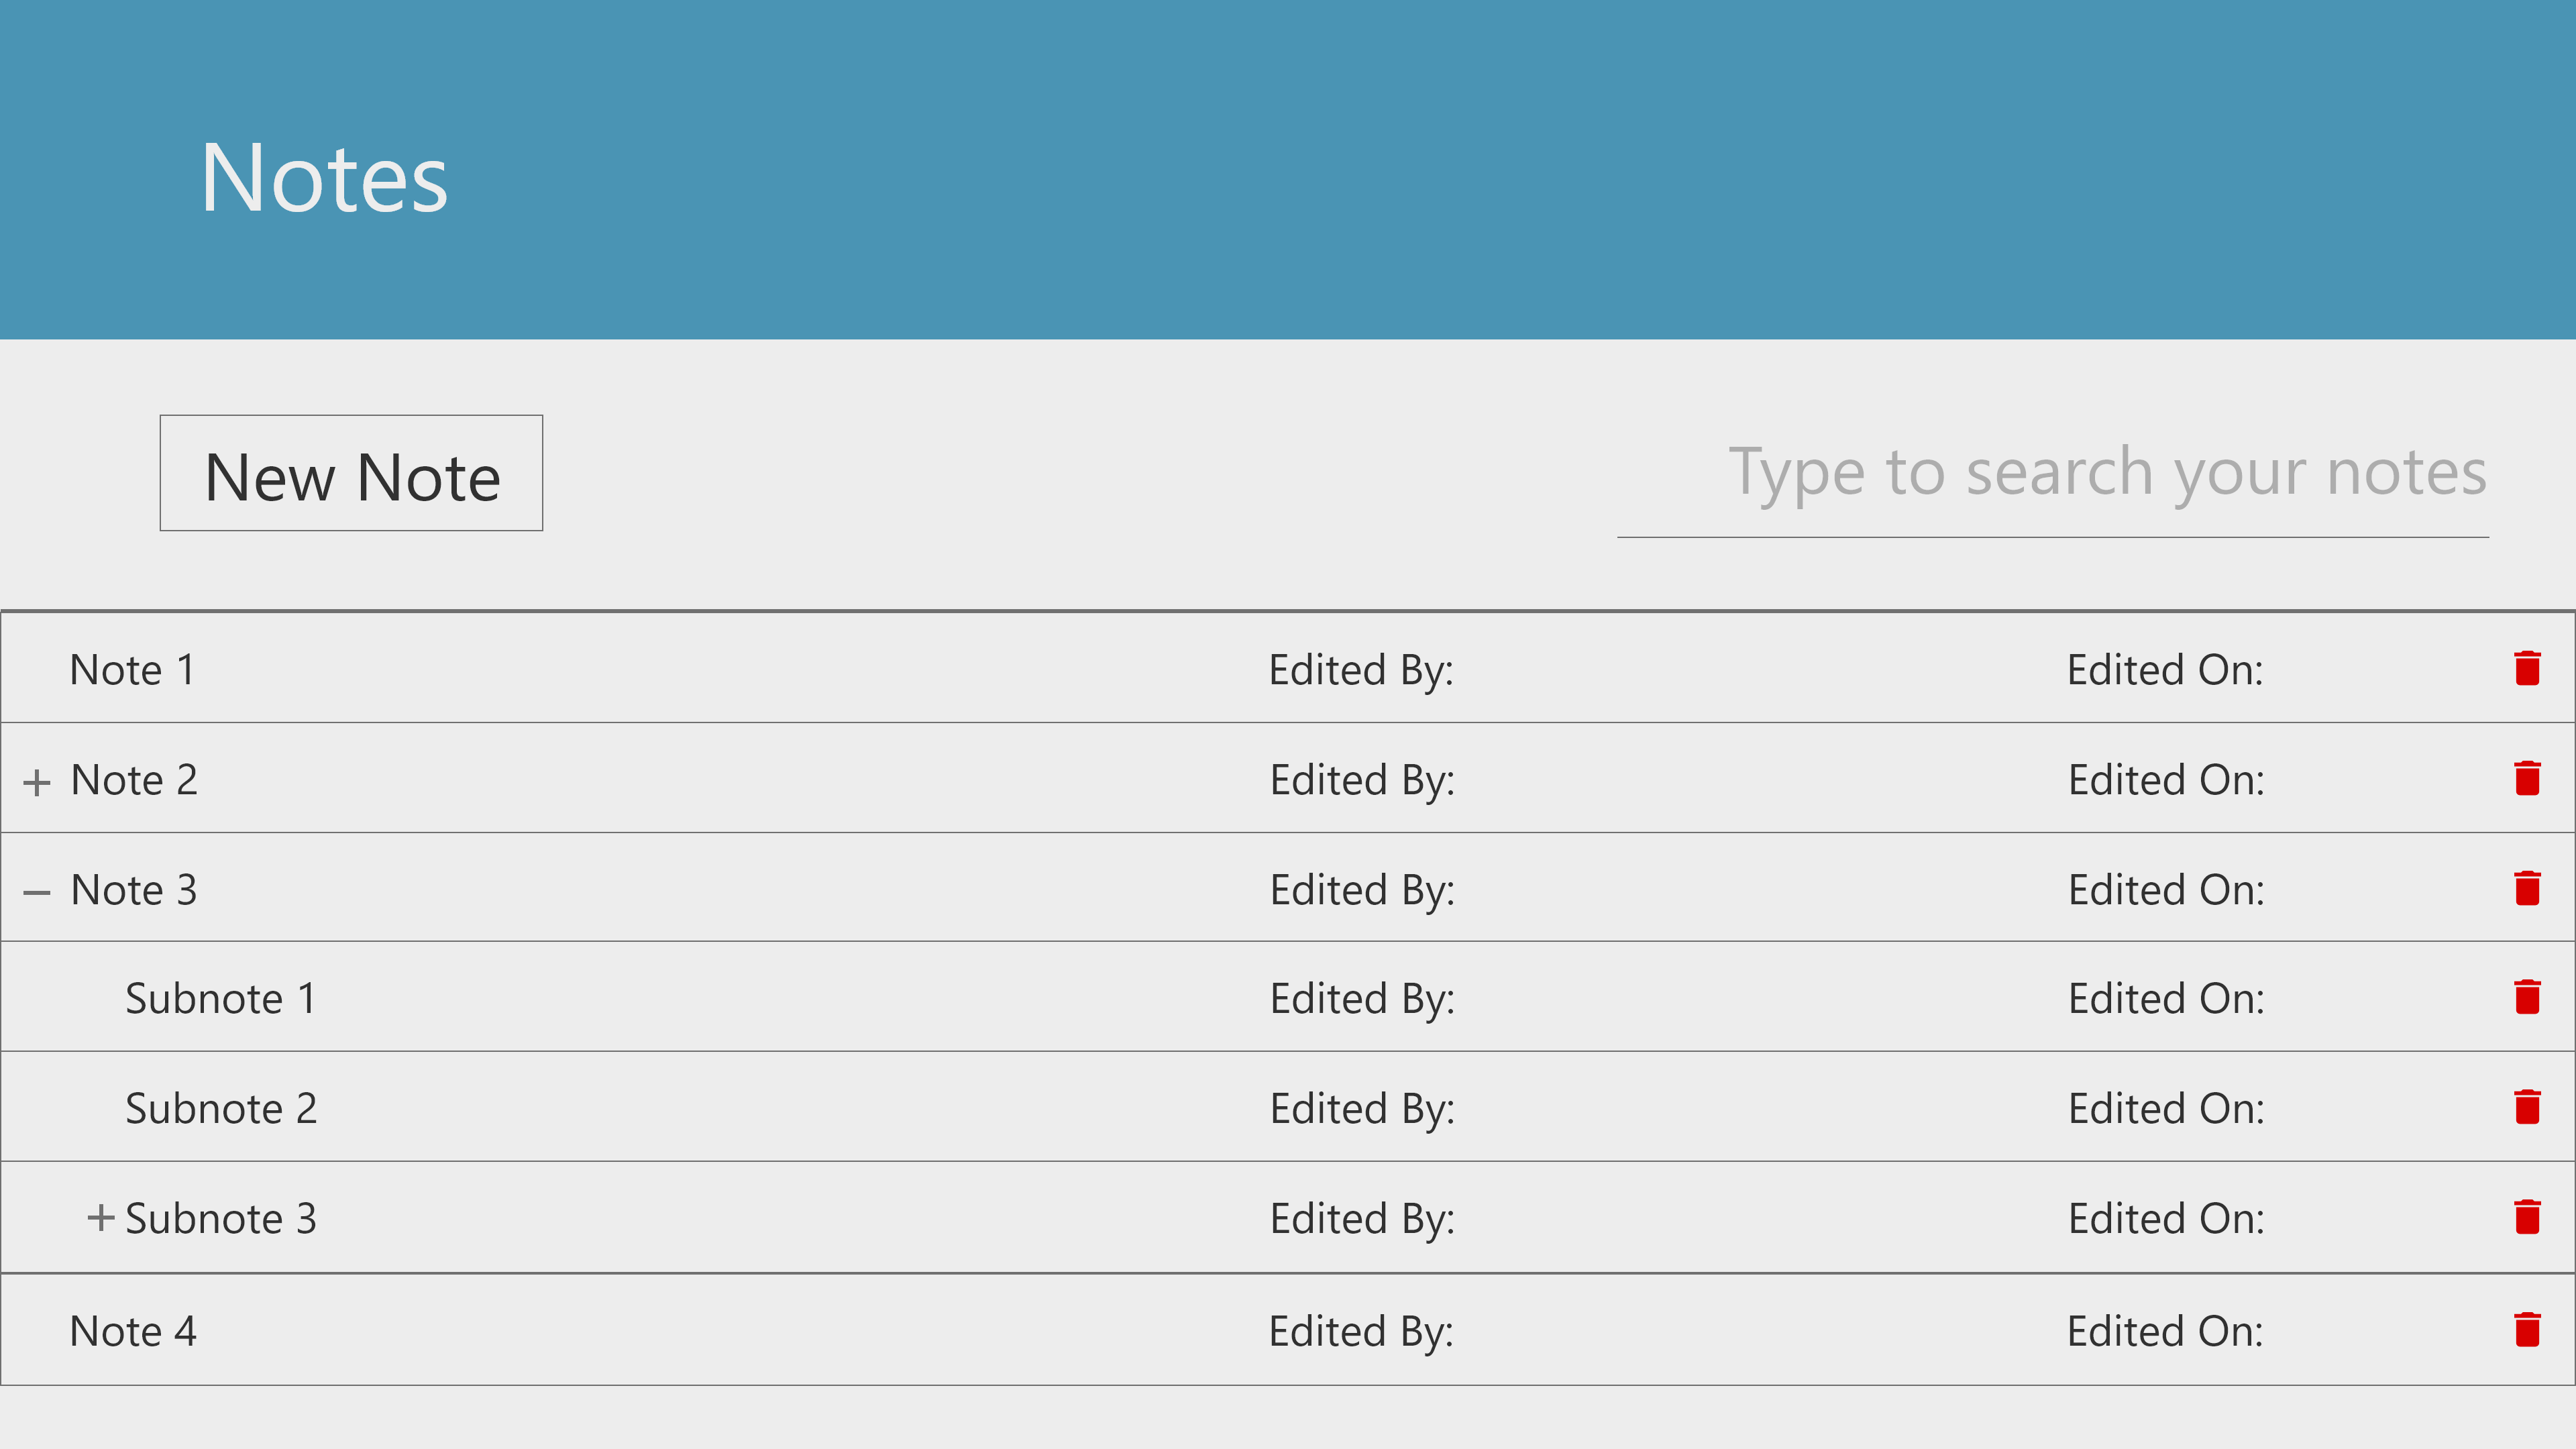 Notes
New Note
Type to search your notes
Note 1 Edited By: Edited On:
+ Note 2 Edited By: Edited On:
− Note 3 Edited By: Edited On:
Subnote 1 Edited By: Edited On:
Subnote 2 Edited By: Edited On:
+ Subnote 3 Edited By: Edited On:
Note 4 Edited By: Edited On: